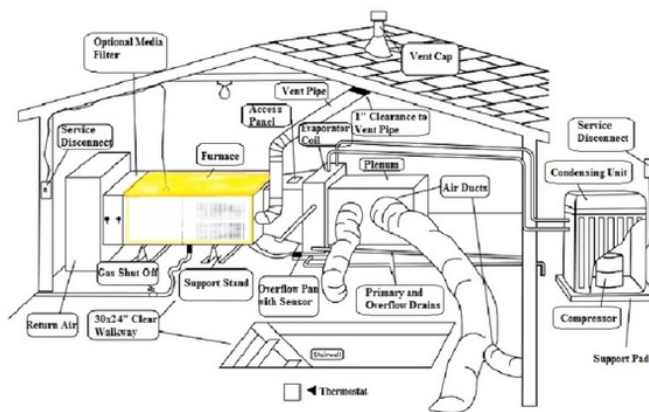 Optional Media
Filter
Vent Cap
Vent Pipe
Access
Panel
1" Clearance to
Vent Pipe
Evaporator
Coil
Service
Disconnect
Service
Disconnect
Furnace
Plenum
Condensing Unit
Air Ducts
Gas Shut Off
Support Stand
Overflow Pan
with Sensor
Primary and
Overflow Drains
Compressor
Return Air
30x24" Clear
Walkway
Support Pad
Stairwell
Thermostat